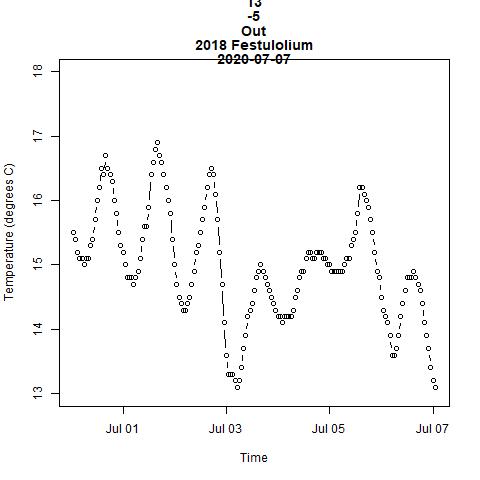 13
-5
Out
2018 Festulolium
2020-07-07
18
17
16
15
14
13
Temperature (degrees C)
Jul 01
Jul 03
Jul 05
Jul 07
Time